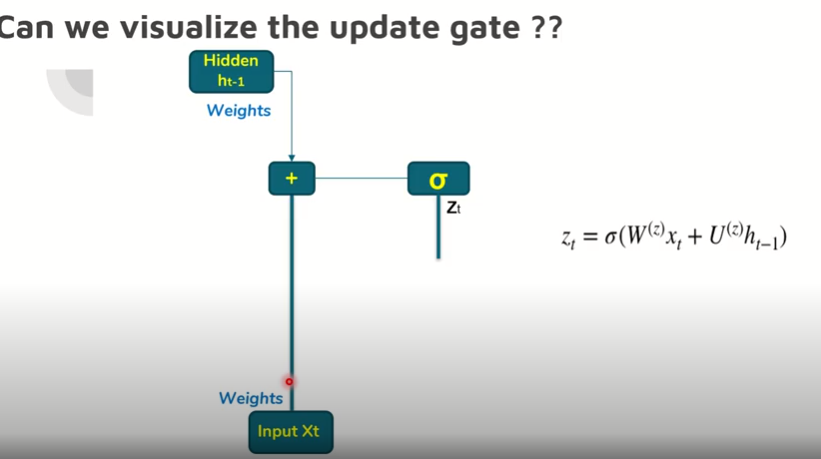 Can we visualize the update gate ??
Hidden
ht-1
Weights
+
σ
Zt
zₜ = σ(W⁽ᶻ⁾xₜ + U⁽ᶻ⁾hₜ₋₁)
Weights
Input Xt